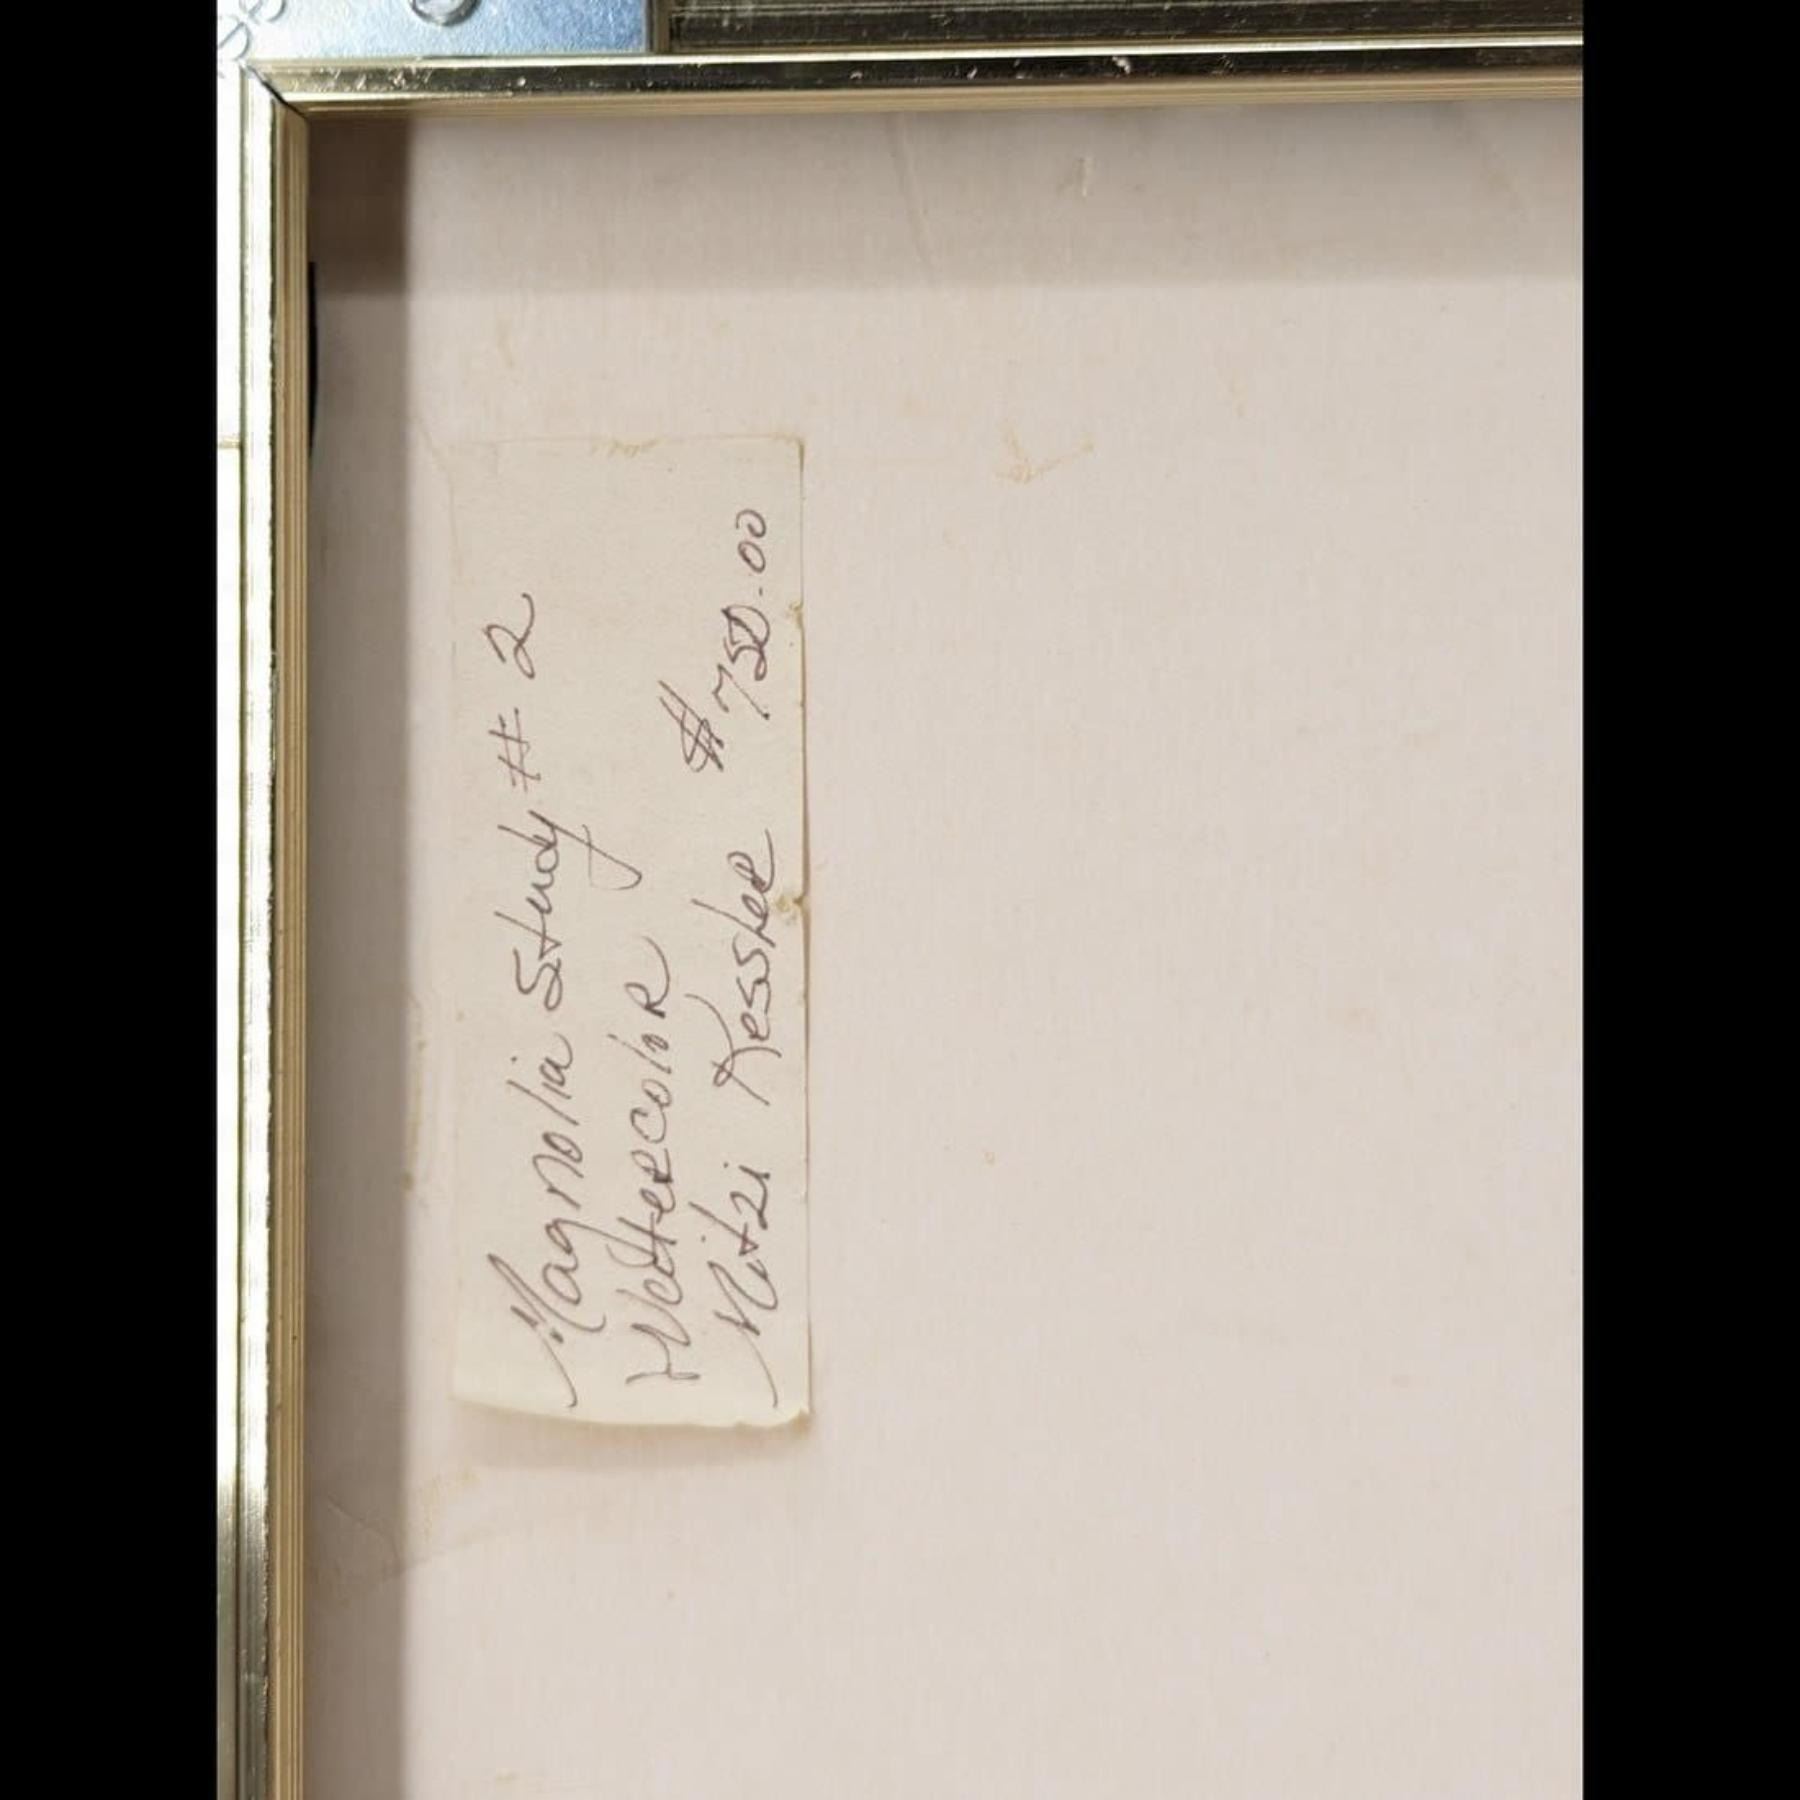 Magnolia Study # 2
Watercolor
Mitzi Kessler $750.00